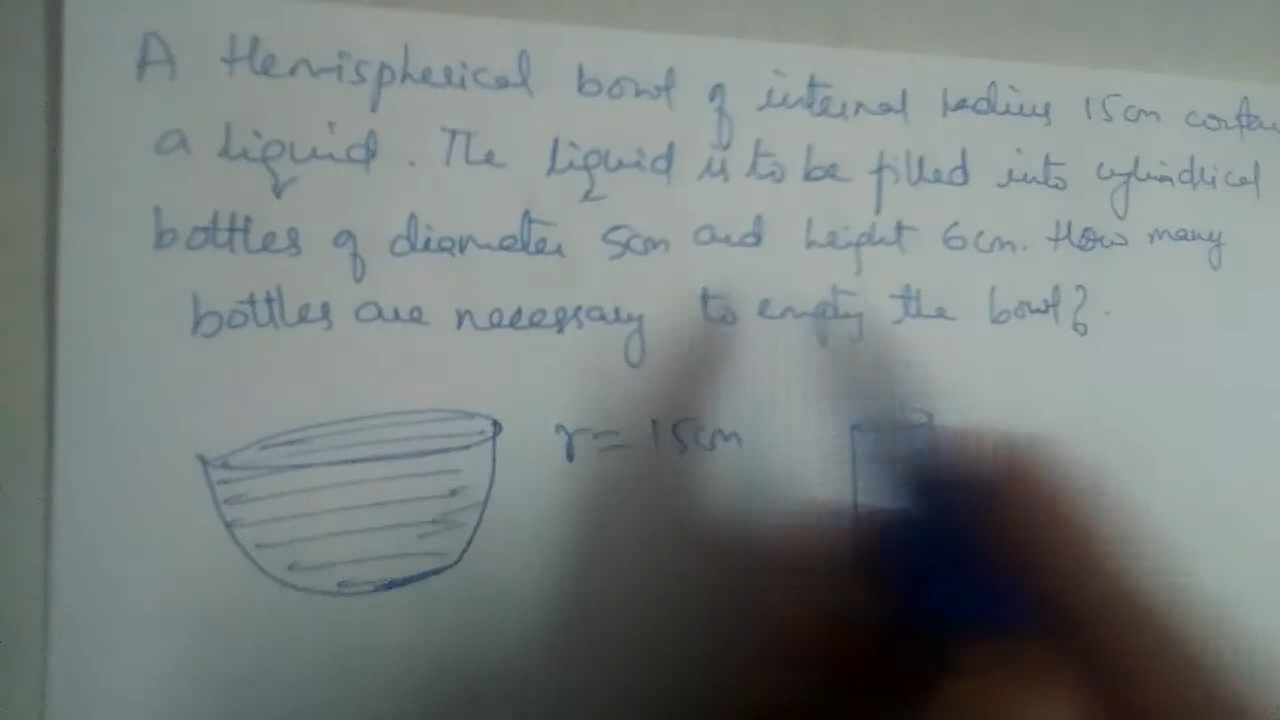 A Hemispherical bowl of internal radius 15cm
a liquid. The liquid is to be filled into cylindrical
bottles of diameter 5cm and height 6cm. How many
bottles are necessary to empty the bowl?
r = 15cm